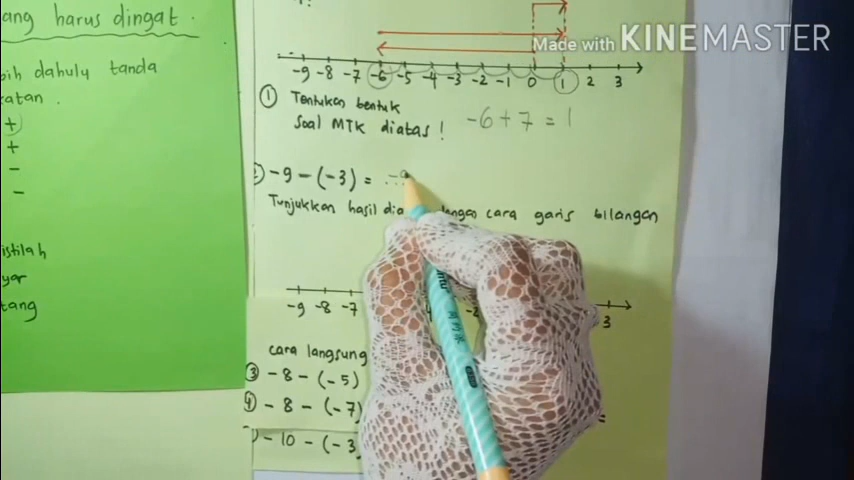 ang harus dingat.
bih dahulu tanda
atan.
+
+
-
-
istilah
yar
tang
Made with KINEMASTER
-9 -8 -7 -6 -5 -4 -3 -2 -1 0 1 2 3
① Tentukan bentuk
Soal MTK diatas! -6+7=1
-9-(-3) = -9
Tunjukkan hasil dengan cara garis bilangan
-9 -8 -7 3
cara langsung
③ -8-(-5)
④ -8-(-7)
-10-(-3